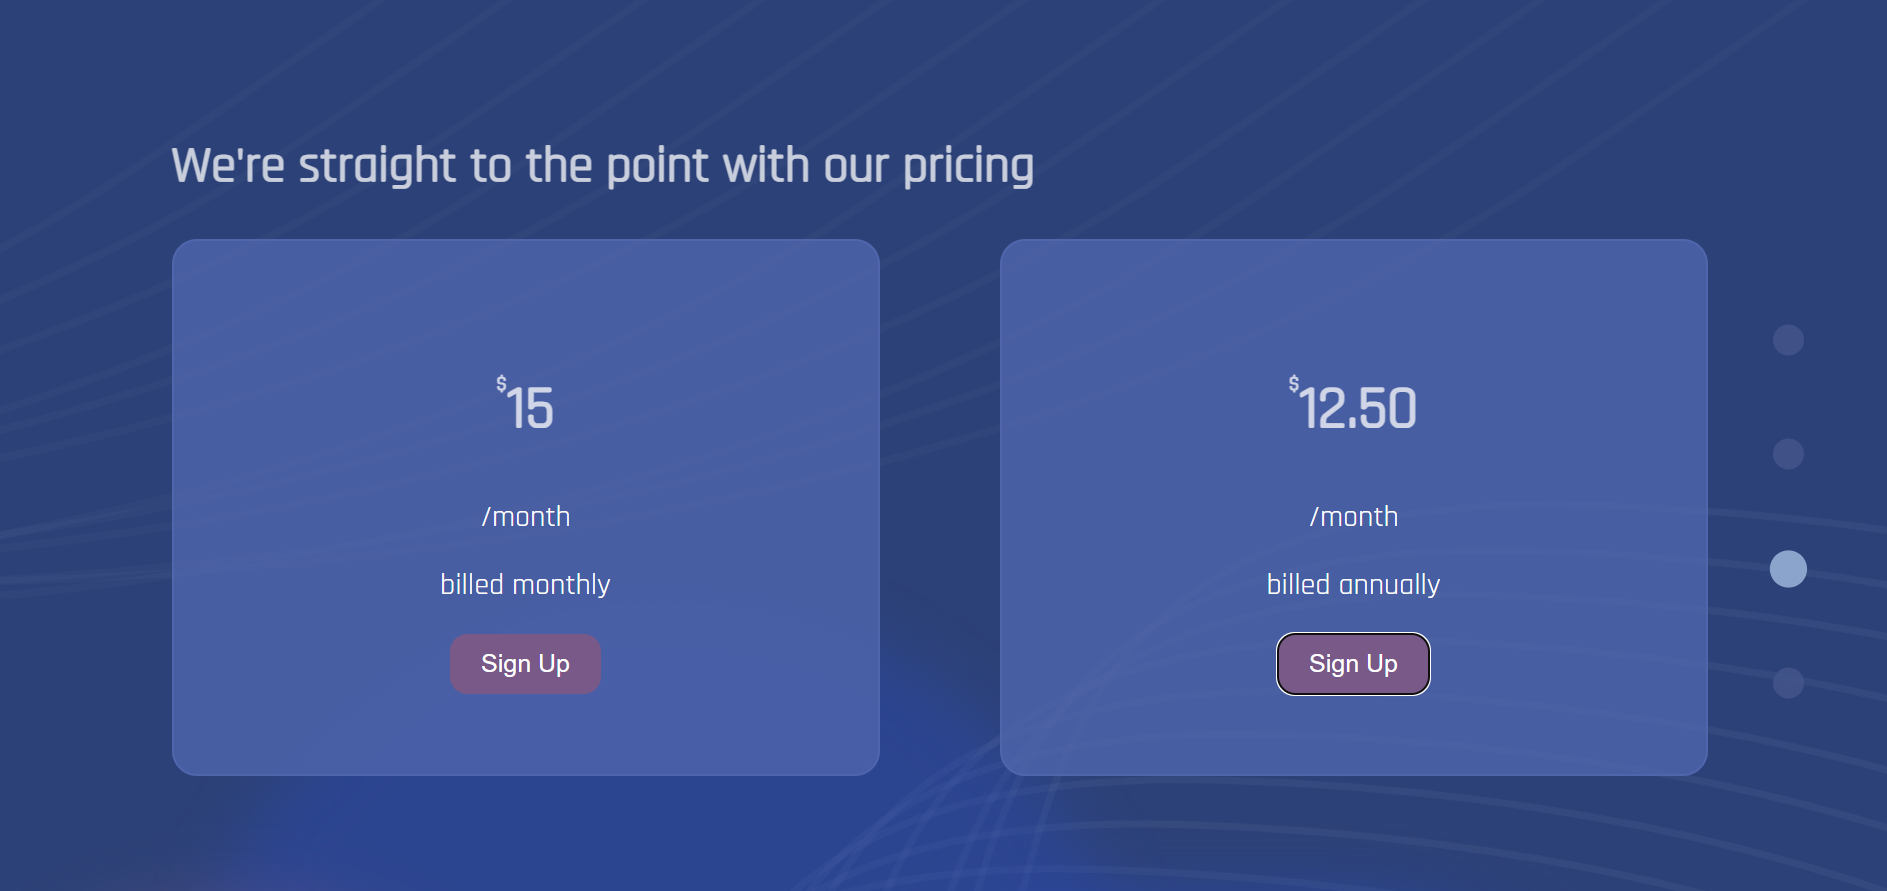 We're straight to the point with our pricing
$15
/month
billed monthly
Sign Up
$12.50
/month
billed annually
Sign Up